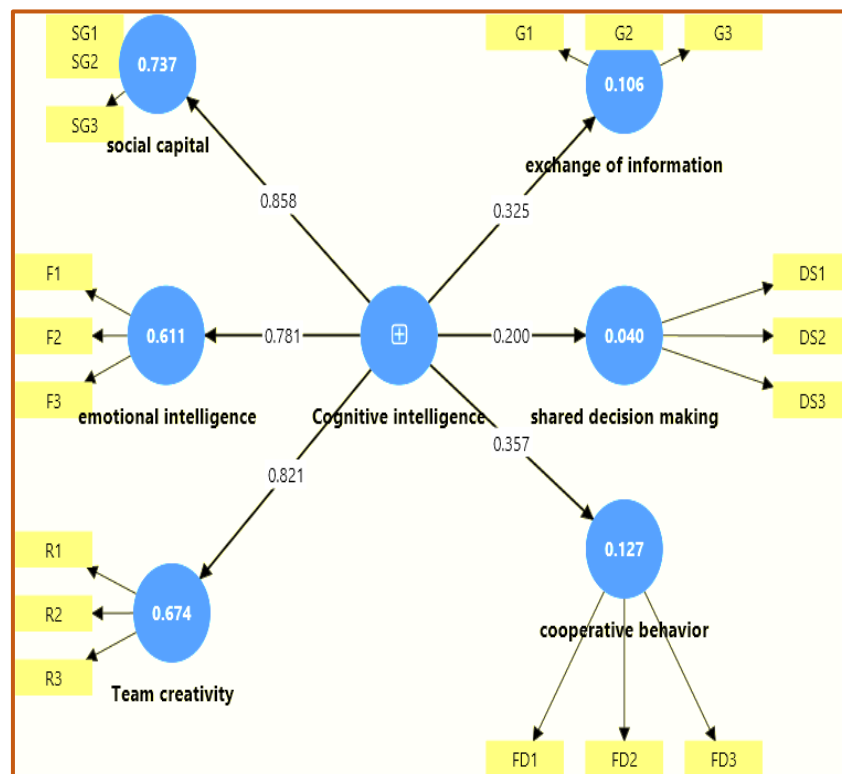 SG1
SG2
SG3
0.737
social capital
G1
G2
G3
0.106
exchange of information
0.858
0.325
F1
F2
F3
0.611
emotional intelligence
0.781
Cognitive intelligence
0.200
0.040
shared decision making
DS1
DS2
DS3
0.821
0.357
R1
R2
R3
0.674
Team creativity
0.127
cooperative behavior
FD1
FD2
FD3